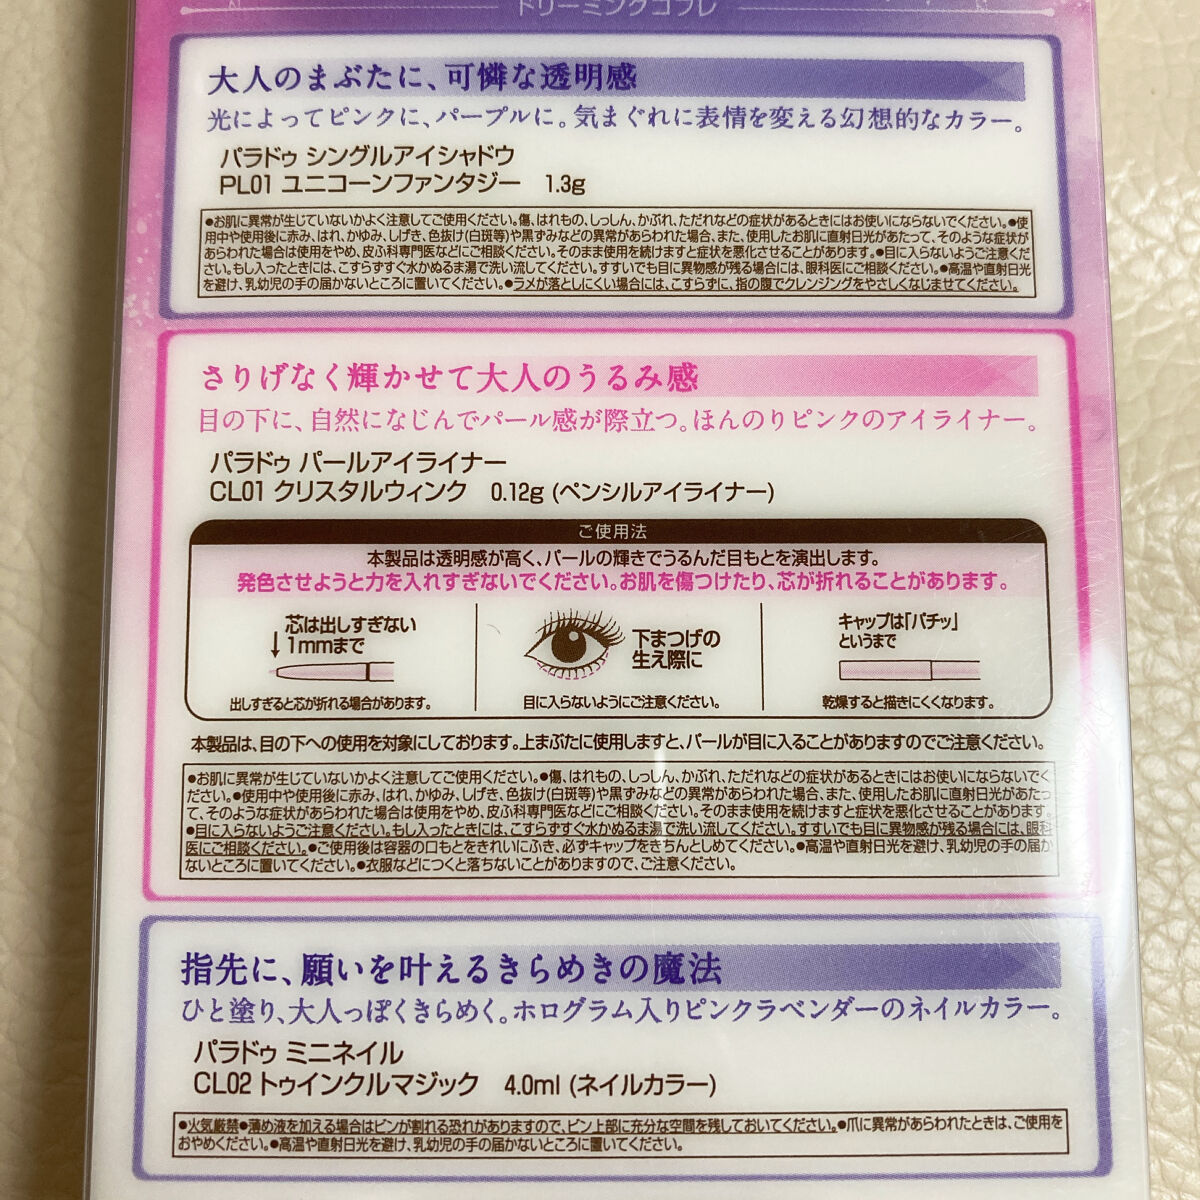 ドリーミングコフレ
大人のまぶたに、可憐な透明感
光によってピンクに、パープルに。気まぐれに表情を変える幻想的なカラー。
パラドゥ シングルアイシャドウ
PL01 ユニコーンファンタジー 1.3g
●お肌に異常が生じていないかよく注意してご使用ください。傷、はれもの、しっしん、かぶれ、ただれなどの症状があるときにはお使いにならないでください。●使
用中や使用後に赤み、はれ、かゆみ、しげき、色抜け(白斑等)や黒ずみなどの異常があらわれた場合、また、使用したお肌に直射日光があたって、そのような症状が
あらわれた場合は使用をやめ、皮ふ科専門医などにご相談ください。そのまま使用を続けますと症状を悪化させることがあります。●目に入らないようご注意くだ
さい。もし入ったときには、こすらずすぐ水かぬるま湯で洗い流してください。すすいでも目に異物感が残る場合には、眼科医にご相談ください。●高温や直射日光
を避け、乳幼児の手の届かないところに置いてください。●ラメが落としにくい場合には、こすらずに、指の腹でクレンジングをやさしくなじませてください。
さりげなく輝かせて大人のうるみ感
目の下に、自然になじんでパール感が際立つ。ほんのりピンクのアイライナー。
パラドゥ パールアイライナー
CL01 クリスタルウィンク 0.12g (ペンシルアイライナー)
ご使用法
本製品は透明感が高く、パールの輝きでうるんだ目もとを演出します。
発色させようと力を入れすぎないでください。お肌を傷つけたり、芯が折れることがあります。
芯は出しすぎない
1mmまで
出しすぎると芯が折れる場合があります。
下まつげの
生え際に
目に入らないようにご注意ください。
キャップは「パチッ」
というまで
乾燥すると描きにくくなります。
本製品は、目の下への使用を対象にしております。上まぶたに使用しますと、パールが目に入ることがありますのでご注意ください。
●お肌に異常が生じていないかよく注意してご使用ください。●傷、はれもの、しっしん、かぶれ、ただれなどの症状があるときにはお使いにならないでく
ださい。●使用中や使用後に赤み、はれ、かゆみ、しげき、色抜け(白斑等)や黒ずみなどの異常があらわれた場合、また、使用したお肌に直射日光があたっ
て、そのような症状があらわれた場合は使用をやめ、皮ふ科専門医などにご相談ください。そのまま使用を続けますと症状を悪化させることがあります。
●目に入らないようご注意ください。もし入ったときには、こすらずすぐ水かぬるま湯で洗い流してください。すすいでも目に異物感が残る場合には、眼科
医にご相談ください。●ご使用後は容器の口もとをきれいにふき、必ずキャップをきちんとしめてください。●高温や直射日光を避け、乳幼児の手の届か
ないところに置いてください。●衣服などにつくと落ちないことがありますので、ご注意ください。
指先に、願いを叶えるきらめきの魔法
ひと塗り、大人っぽくきらめく。ホログラム入りピンクラベンダーのネイルカラー。
パラドゥ ミニネイル
CL02 トゥインクルマジック 4.0ml (ネイルカラー)
●火気厳禁●薄め液を加える場合はビンが割れる恐れがありますので、ビン上部に充分な空間を残しておいてください。●爪に異常があらわれたときは、ご使用を
おやめください。●高温や直射日光を避け、乳幼児の手の届かないところに置いてください。